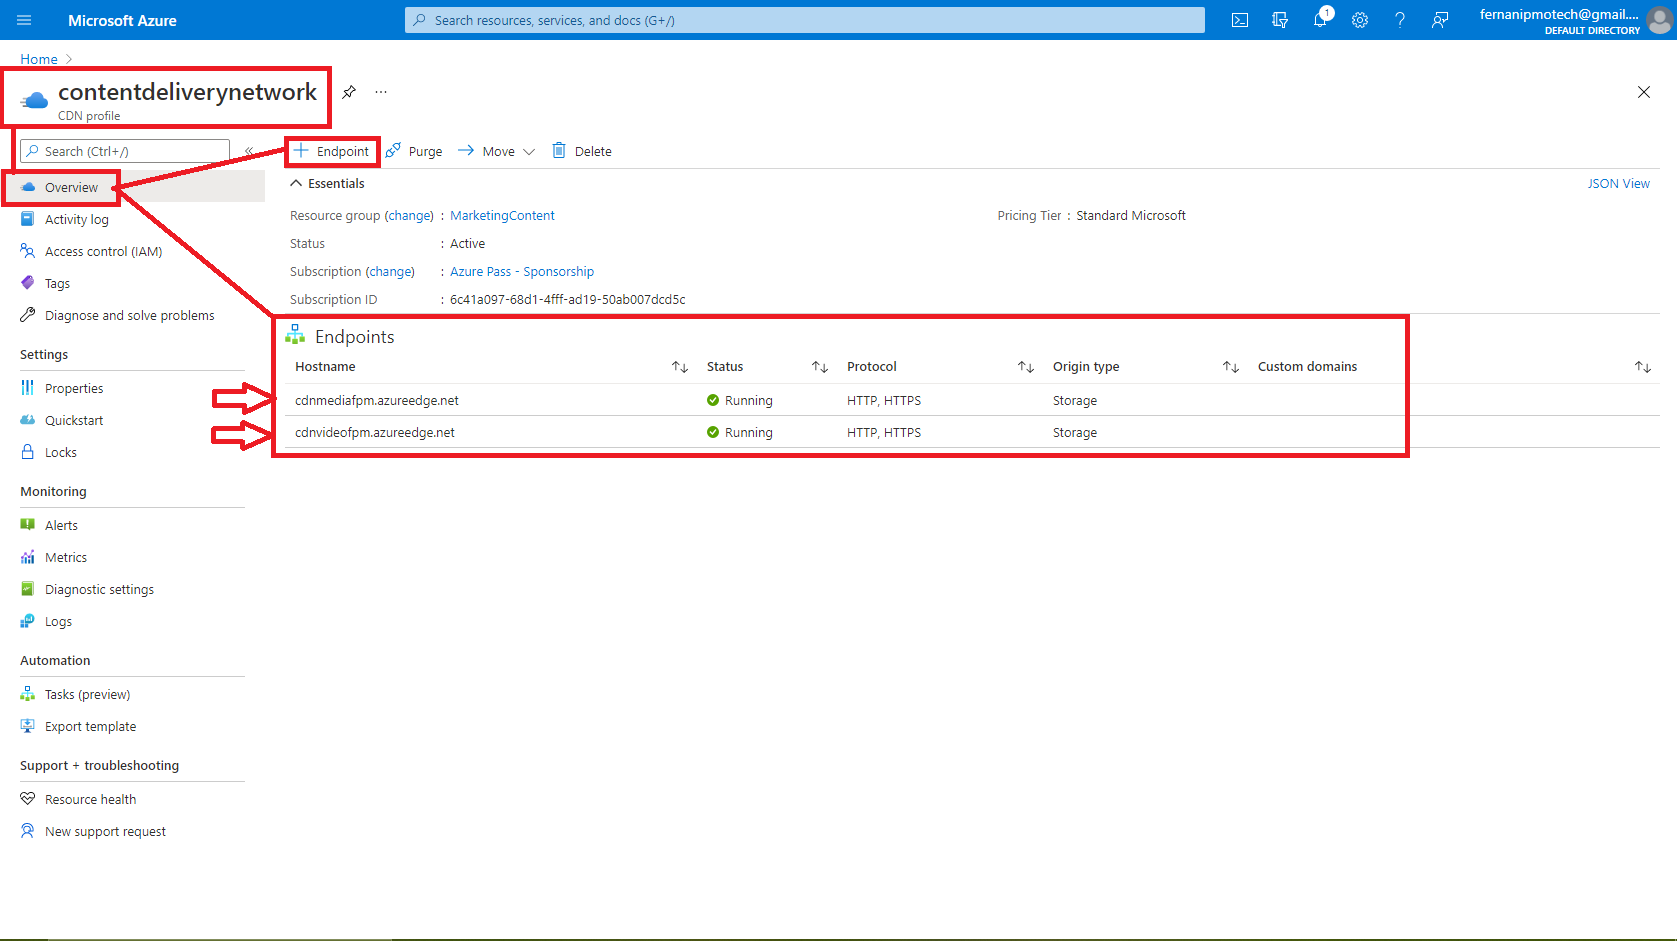 Microsoft Azure
Search resources, services, and docs (G+/)
1
fernanipmotech@gmail....
DEFAULT DIRECTORY
Home >
contentdeliverynetwork
CDN profile
Search (Ctrl+/)
«
Endpoint
Purge
Move
Delete
Overview
Activity log
Access control (IAM)
Tags
Diagnose and solve problems
Settings
Properties
Quickstart
Locks
Monitoring
Alerts
Metrics
Diagnostic settings
Logs
Automation
Tasks (preview)
Export template
Support + troubleshooting
Resource health
New support request
Essentials
JSON View
Resource group (change) : MarketingContent
Pricing Tier : Standard Microsoft
Status : Active
Subscription (change) : Azure Pass - Sponsorship
Subscription ID : 6c41a097-68d1-4fff-ad19-50ab007dcd5c
Endpoints
Hostname Status Protocol Origin type Custom domains
cdnmediafpm.azureedge.net Running HTTP, HTTPS Storage
cdnvideofpm.azureedge.net Running HTTP, HTTPS Storage